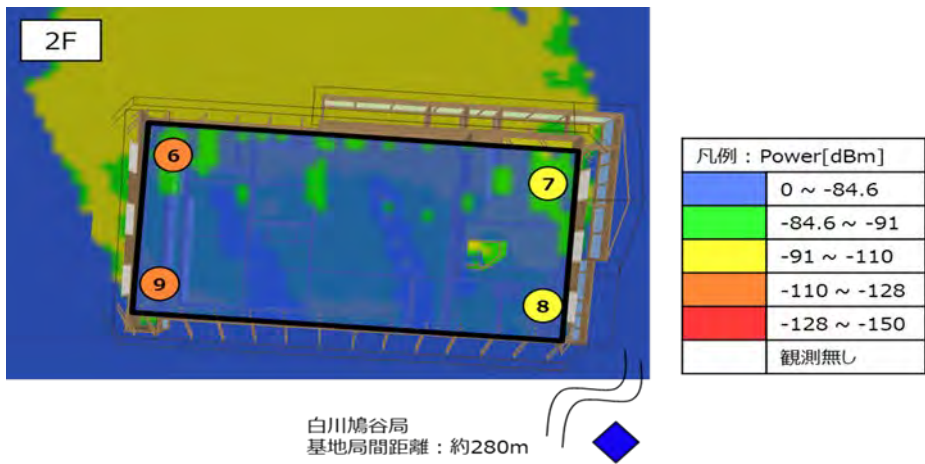 2F
6
7
9
8
凡例：Power[dBm]
0 ~ -84.6
-84.6 ~ -91
-91 ~ -110
-110 ~ -128
-128 ~ -150
観測無し
白川鳩谷局
基地局間距離：約280m